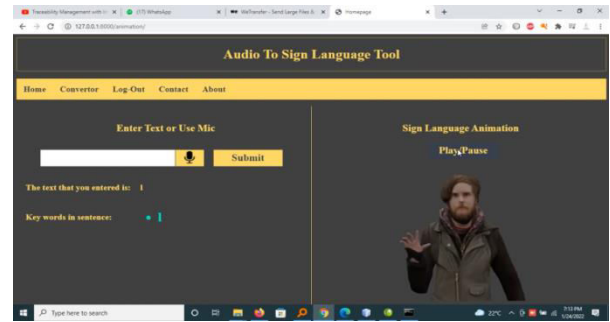 Traceability Management with In
(17) WhatsApp
WeTransfer - Send Large Files &
Homepage
127.0.0.1:8000/animation/
Audio To Sign Language Tool
Home Convertor Log-Out Contact About
Enter Text or Use Mic
Submit
The text that you entered is: 1
Key words in sentence: 1
Sign Language Animation
Play/Pause
Type here to search
22°C
7:13 PM
1/24/2022